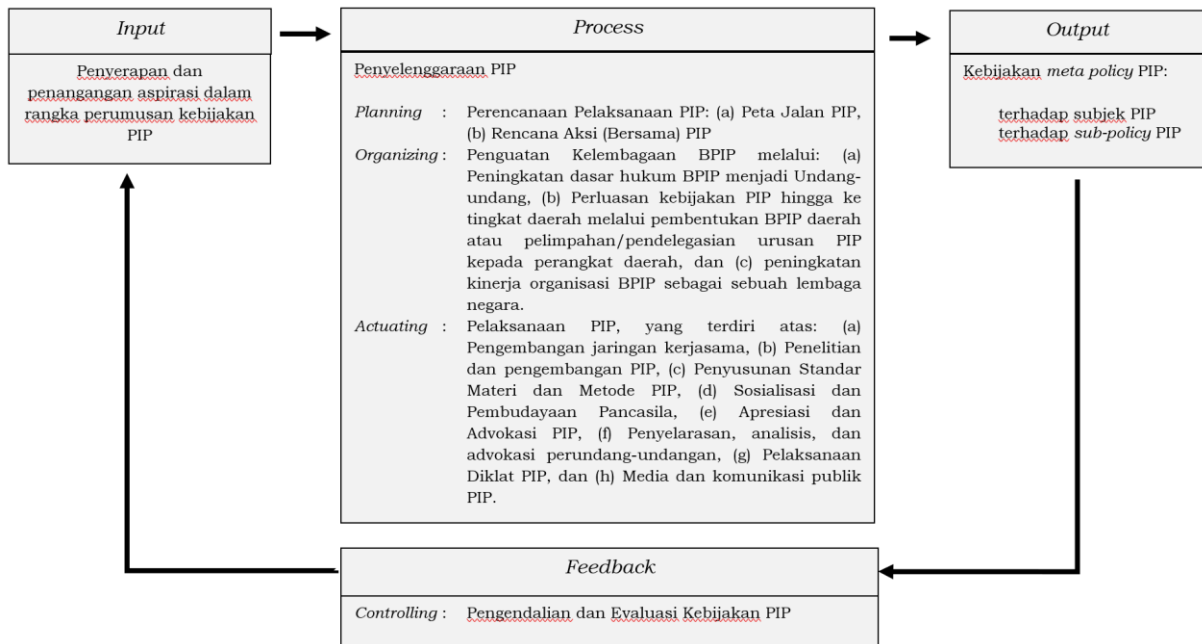 Input
Penyerapan dan
penanganan aspirasi dalam
rangka perumusan kebijakan
PIP
Process
Penyelenggaraan PIP
Planning : Perencanaan Pelaksanaan PIP: (a) Peta Jalan PIP,
(b) Rencana Aksi (Bersama) PIP
Organizing : Penguatan Kelembagaan BPIP melalui: (a)
Peningkatan dasar hukum BPIP menjadi Undang-
undang, (b) Perluasan kebijakan PIP hingga ke
tingkat daerah melalui pembentukan BPIP daerah
atau pelimpahan/pendelegasian urusan PIP
kepada perangkat daerah, dan (c) peningkatan
kinerja organisasi BPIP sebagai sebuah lembaga
negara.
Actuating : Pelaksanaan PIP, yang terdiri atas: (a)
Pengembangan jaringan kerjasama, (b) Penelitian
dan pengembangan PIP, (c) Penyusunan Standar
Materi dan Metode PIP, (d) Sosialisasi dan
Pembudayaan Pancasila, (e) Apresiasi dan
Advokasi PIP, (f) Penyelarasan, analisis, dan
advokasi perundang-undangan, (g) Pelaksanaan
Diklat PIP, dan (h) Media dan komunikasi publik
PIP.
Output
Kebijakan meta policy PIP:
terhadap subjek PIP
terhadap sub-policy PIP
Feedback
Controlling : Pengendalian dan Evaluasi Kebijakan PIP